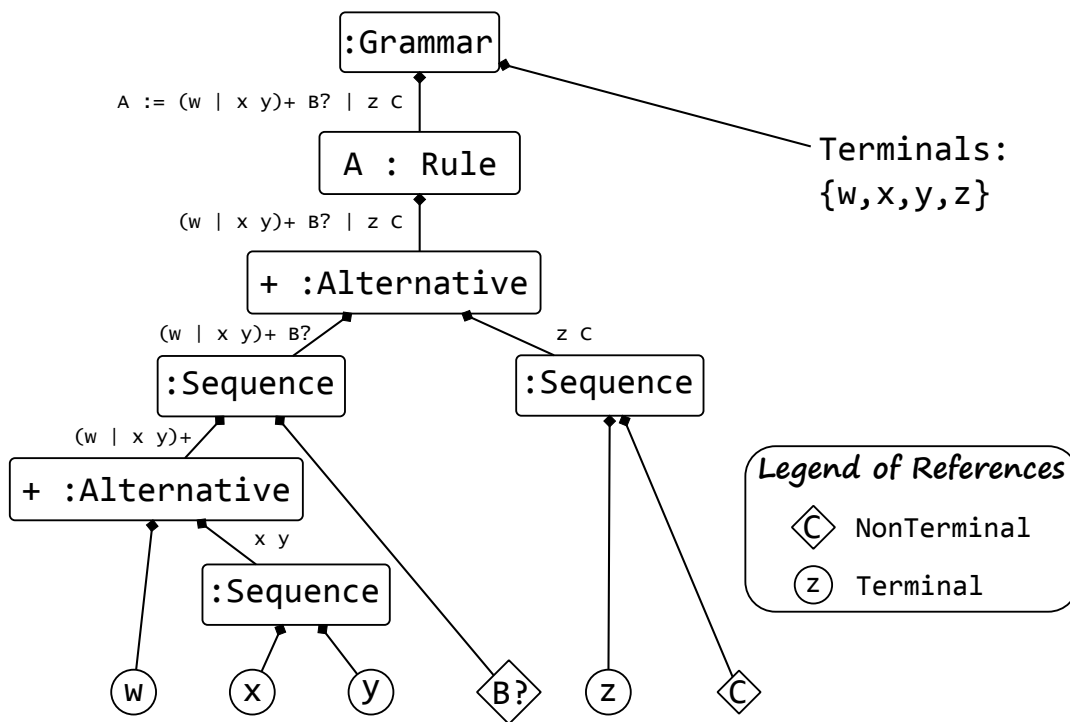 :Grammar
A := (w | x y)+ B? | z C
A : Rule
Terminals:
{w,x,y,z}
(w | x y)+ B? | z C
+ :Alternative
(w | x y)+ B?
z C
:Sequence
:Sequence
(w | x y)+
+ :Alternative
x y
:Sequence
Legend of References
C NonTerminal
z Terminal
w x y B? z C